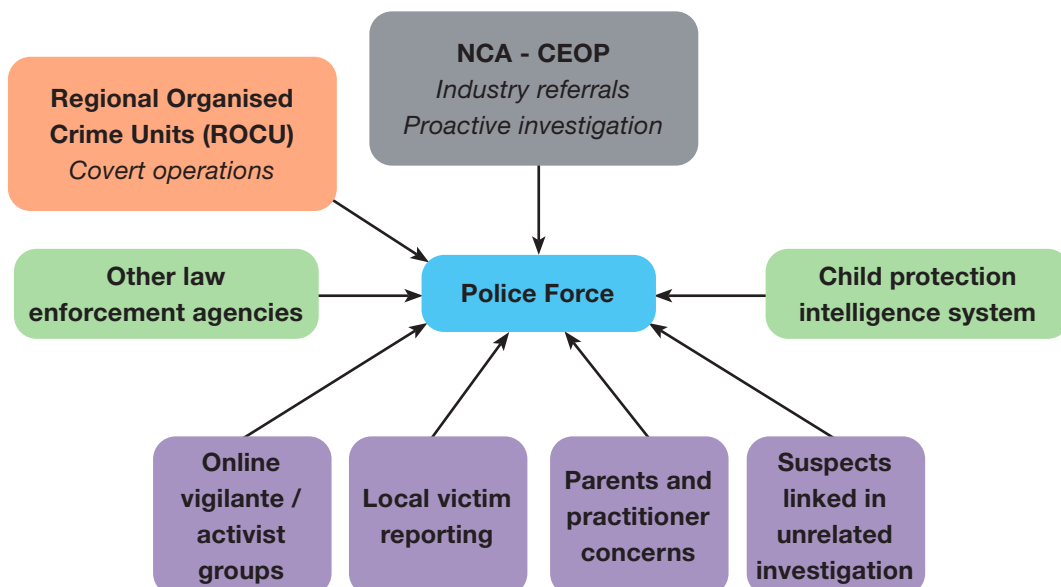 NCA - CEOP
Industry referrals
Proactive investigation
Regional Organised
Crime Units (ROCU)
Covert operations
Other law
enforcement agencies
Police Force
Child protection
intelligence system
Online
vigilante /
activist
groups
Local victim
reporting
Parents and
practitioner
concerns
Suspects
linked in
unrelated
investigation